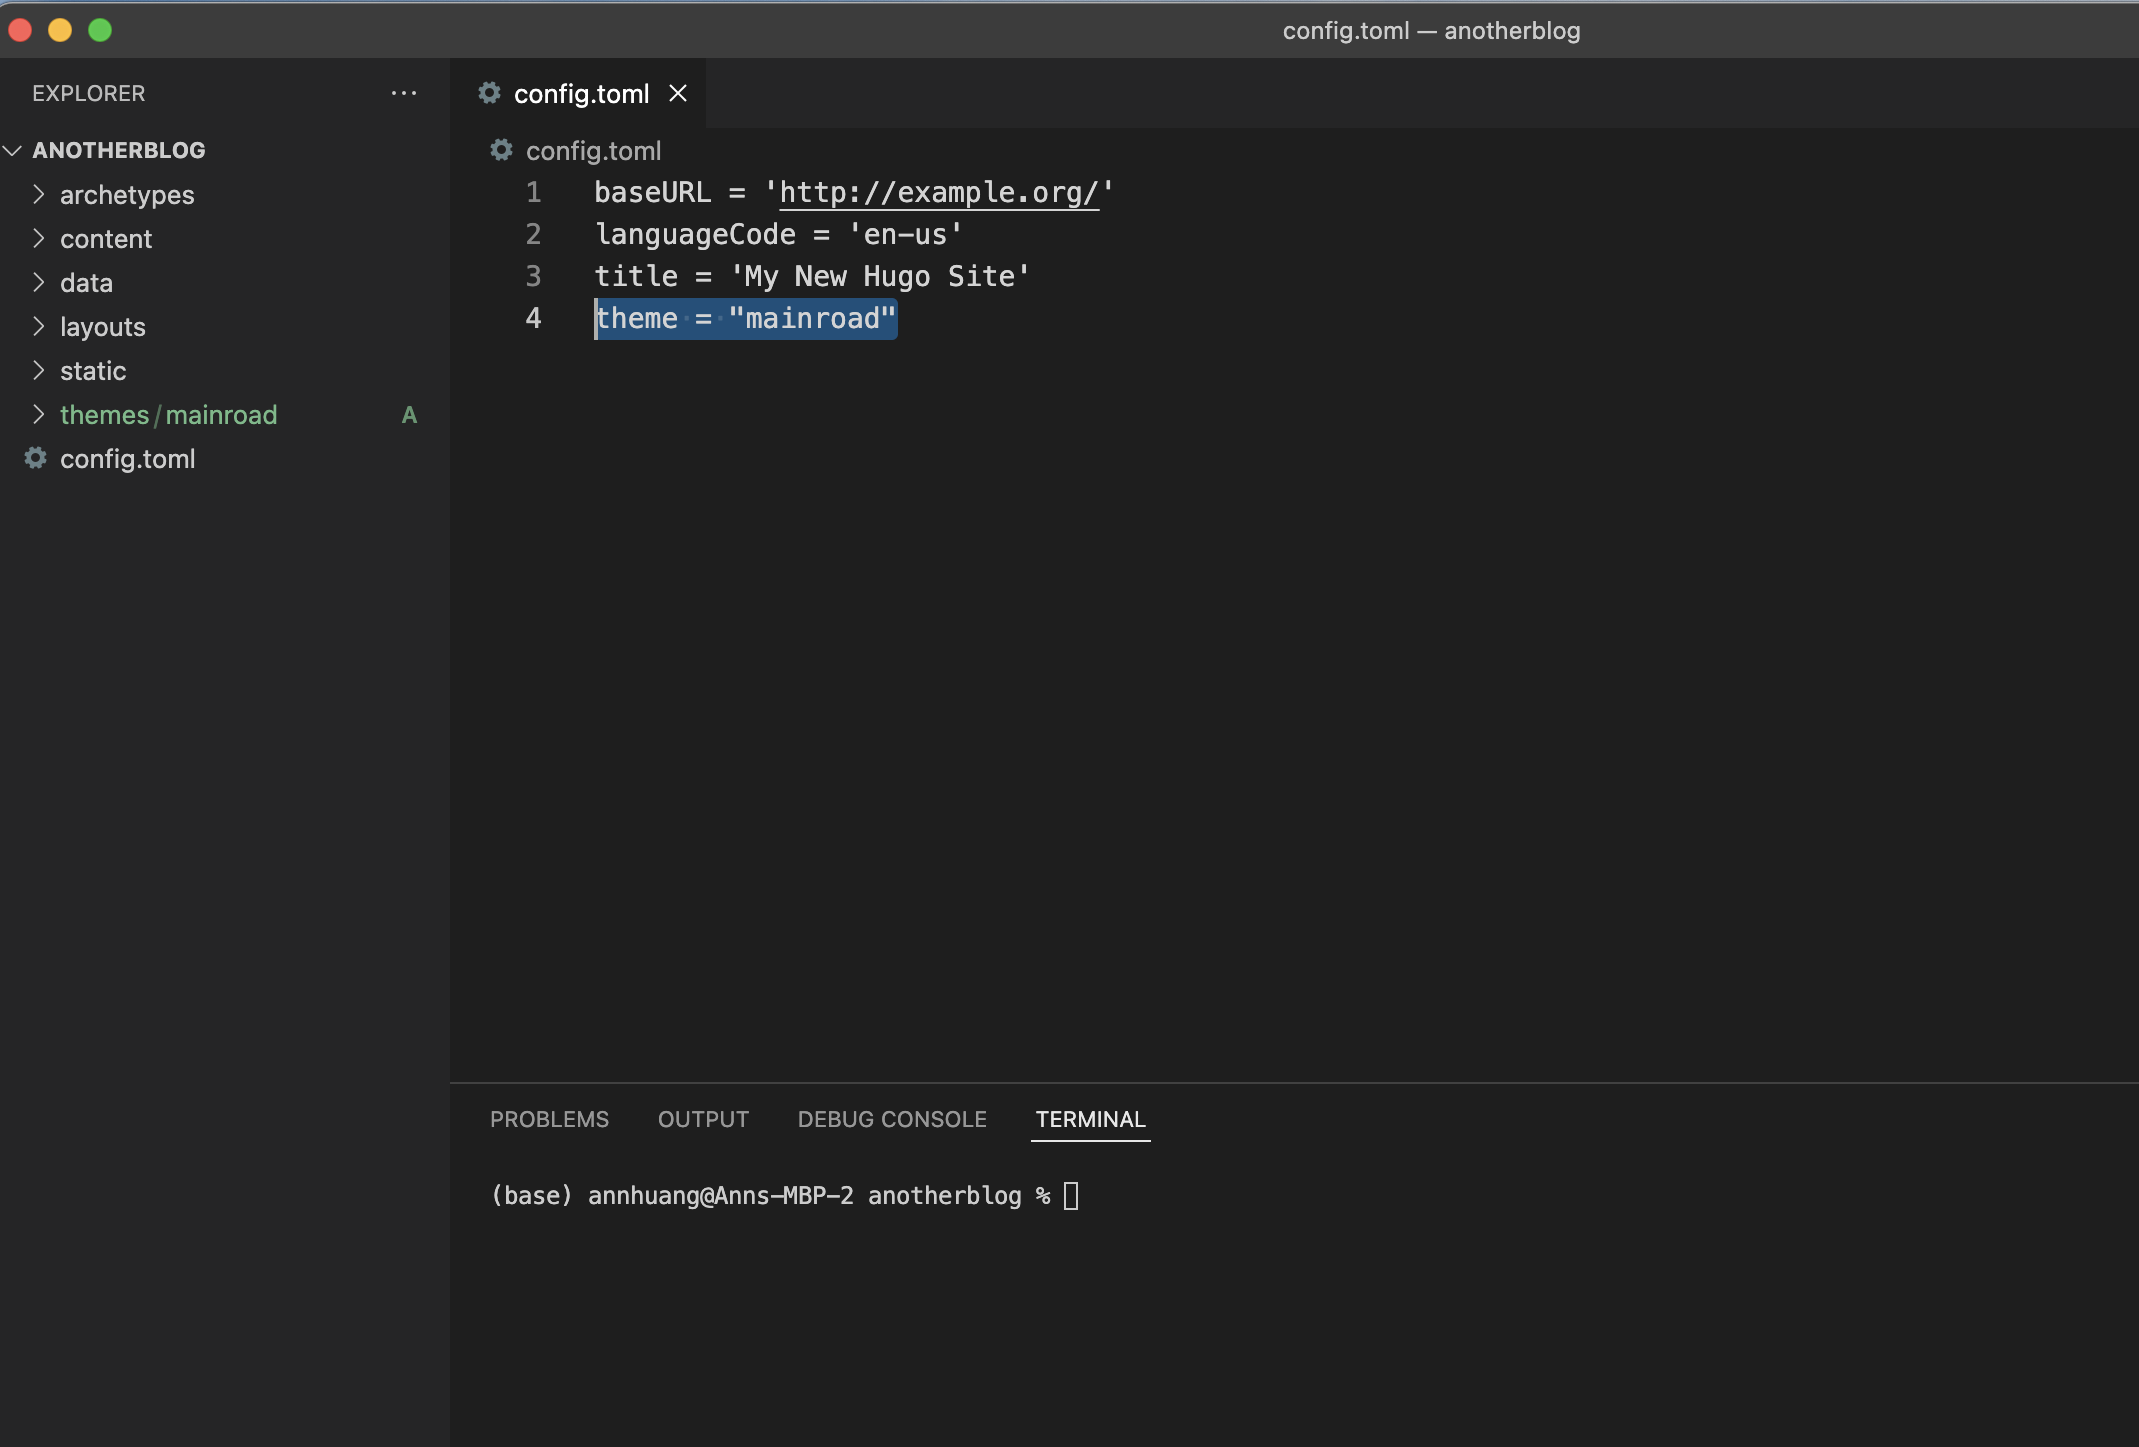 config.toml — anotherblog
EXPLORER
ANOTHERBLOG
archetypes
content
data
layouts
static
themes/mainroad A
config.toml
config.toml
config.toml
1 baseURL = 'http://example.org/'
2 languageCode = 'en-us'
3 title = 'My New Hugo Site'
4 theme = "mainroad"
PROBLEMS OUTPUT DEBUG CONSOLE TERMINAL
(base) annhuang@Anns-MBP-2 anotherblog %